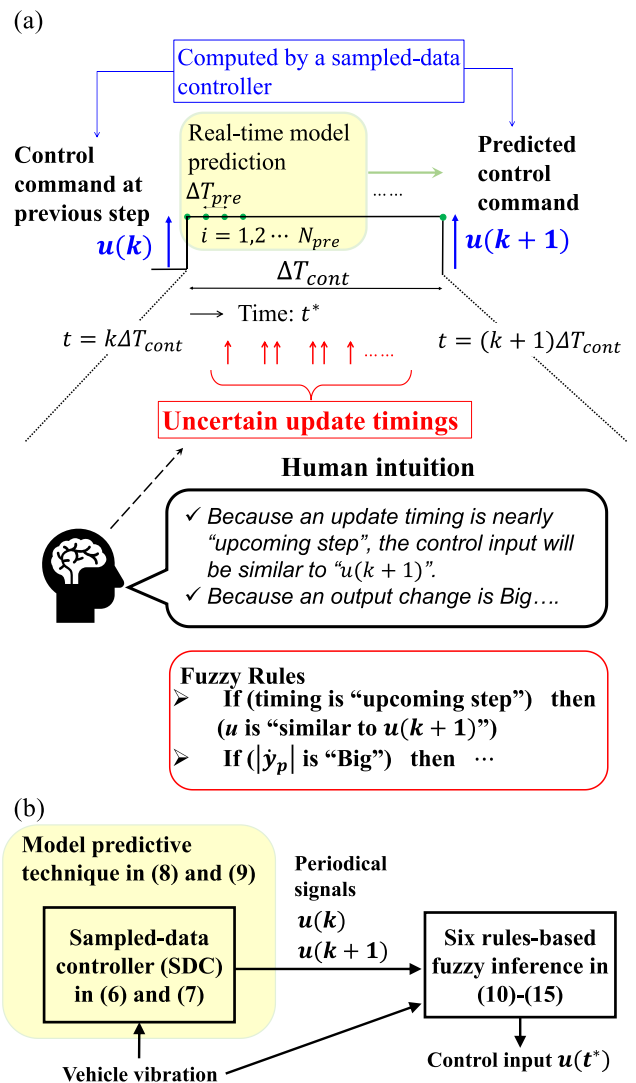 (a)
Computed by a sampled-data
controller
Real-time model
prediction
Control
command at
previous step
Predicted
control
command
ΔT_pre
……
u(k)
i = 1,2 ⋯ N_pre
u(k + 1)
ΔT_cont
Time: t*
t = kΔT_cont
t = (k + 1)ΔT_cont
……
Uncertain update timings
Human intuition
✓ Because an update timing is nearly
“upcoming step”, the control input will
be similar to “u(k + 1)”.
✓ Because an output change is Big….
Fuzzy Rules
➢ If (timing is “upcoming step”) then
(u is “similar to u(k + 1)”)
➢ If (|ẏ_p| is “Big”) then ⋯
(b)
Model predictive
technique in (8) and (9)
Periodical
signals
u(k)
u(k + 1)
Sampled-data
controller (SDC)
in (6) and (7)
Six rules-based
fuzzy inference in
(10)-(15)
Vehicle vibration
Control input u(t*)